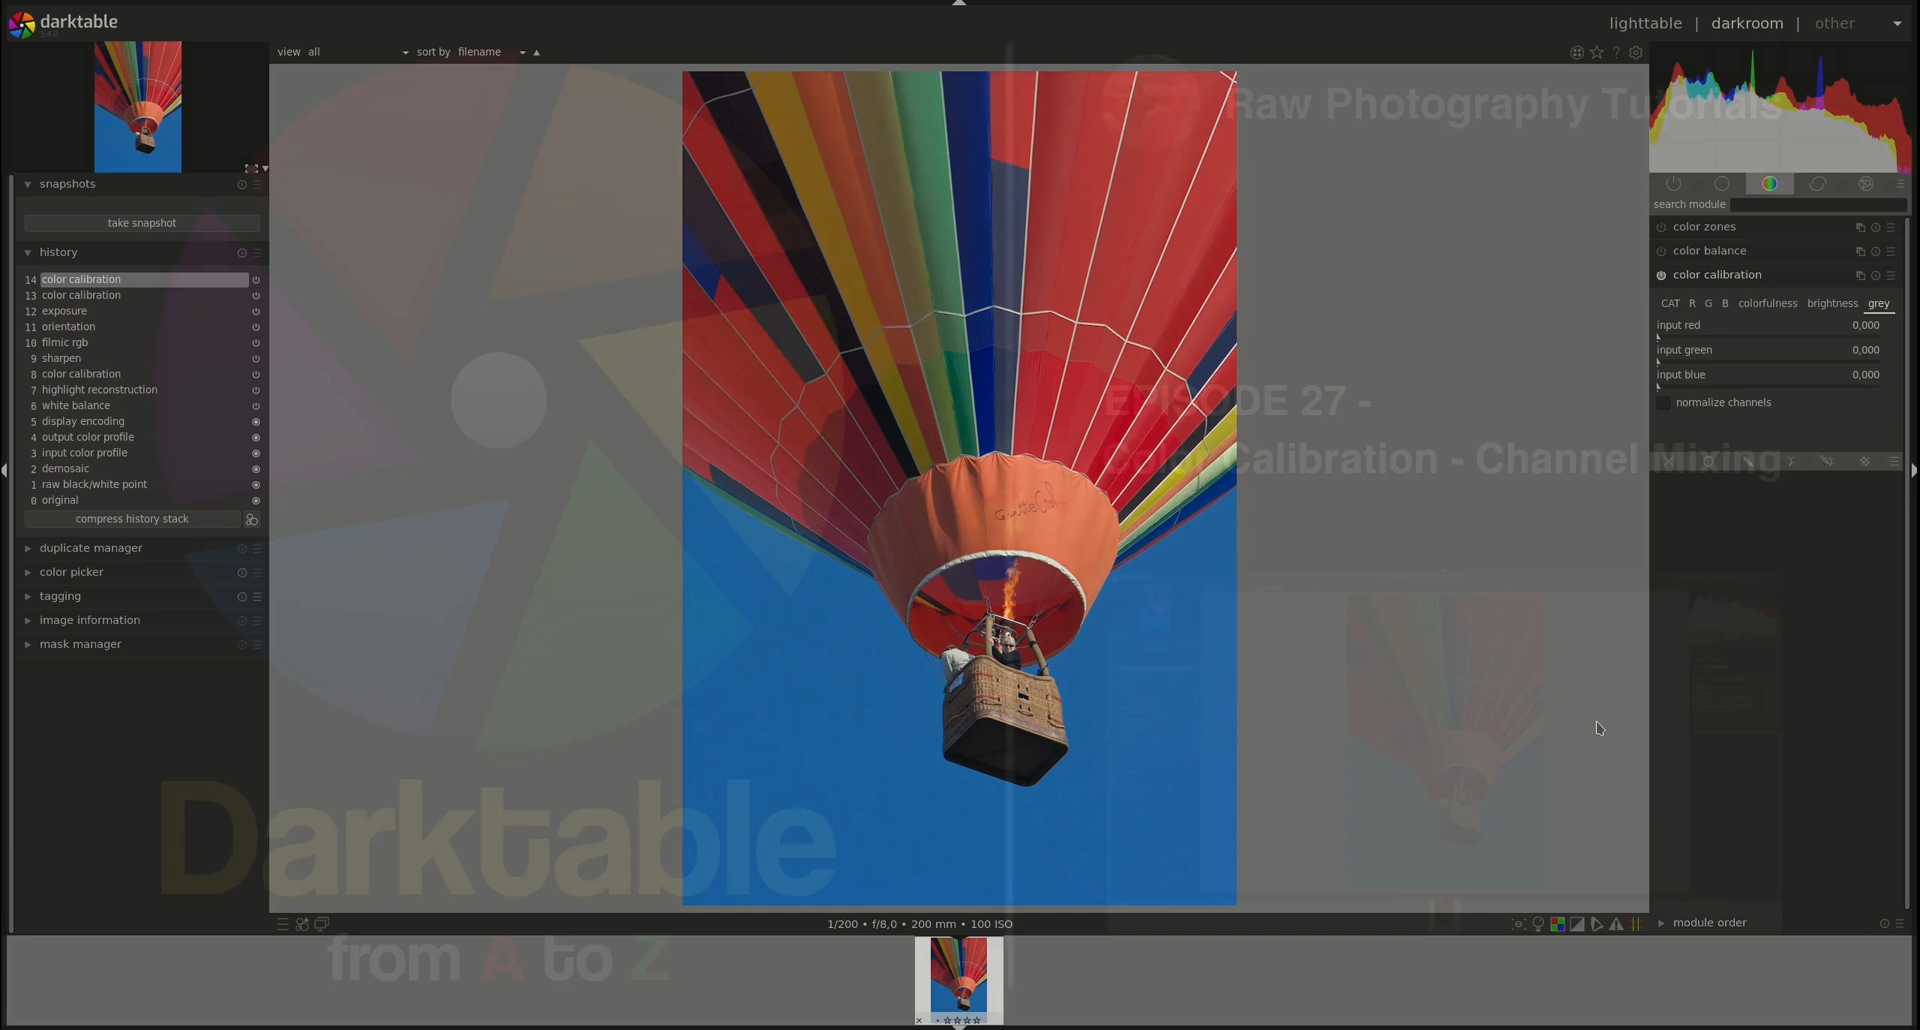 darktable
3.4.0
lighttable | darkroom | other
view all sort by filename
Raw Photography Tutorials
snapshots
take snapshot
history
14 color calibration
13 color calibration
12 exposure
11 orientation
10 filmic rgb
9 sharpen
8 color calibration
7 highlight reconstruction
6 white balance
5 display encoding
4 output color profile
3 input color profile
2 demosaic
1 raw black/white point
0 original
compress history stack
duplicate manager
color picker
tagging
image information
mask manager
search module
color zones
color balance
color calibration
CAT R G B colorfulness brightness grey
input red 0,000
input green 0,000
input blue 0,000
normalize channels
EPISODE 27 -
Color Calibration - Channel Mixing
Darktable
from A to Z
1/200 • f/8,0 • 200 mm • 100 ISO
module order